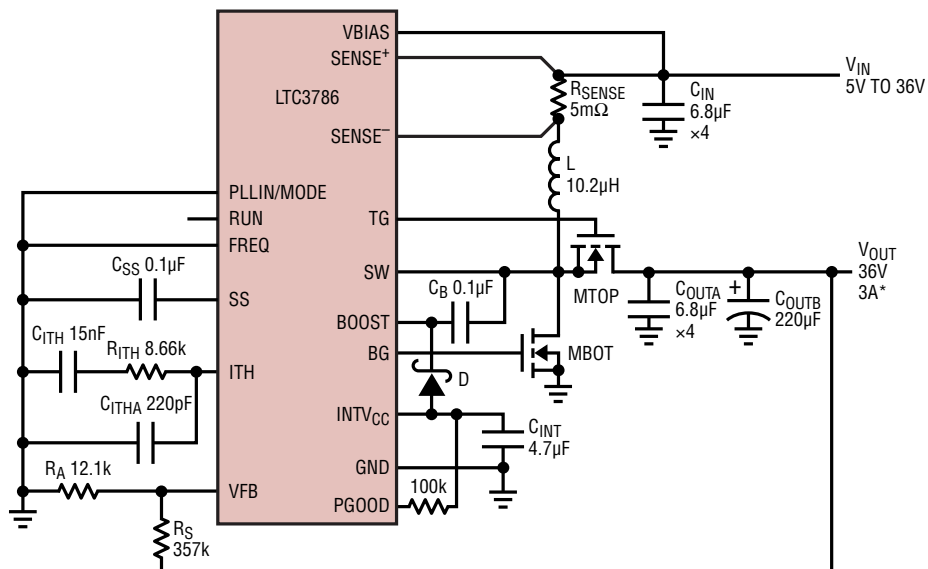 VBIAS
SENSE+
LTC3786
SENSE−
PLLIN/MODE
RUN
FREQ
SS
ITH
VFB
TG
SW
BOOST
BG
INTVCC
GND
PGOOD
RSENSE
5mΩ
CIN
6.8µF
×4
VIN
5V TO 36V
L
10.2µH
MTOP
MBOT
VOUT
36V
3A*
COUTA
6.8µF
×4
+
COUTB
220µF
CB 0.1µF
D
CINT
4.7µF
100k
CSS 0.1µF
CITH 15nF
RITH 8.66k
CITHA 220pF
RA 12.1k
RS
357k